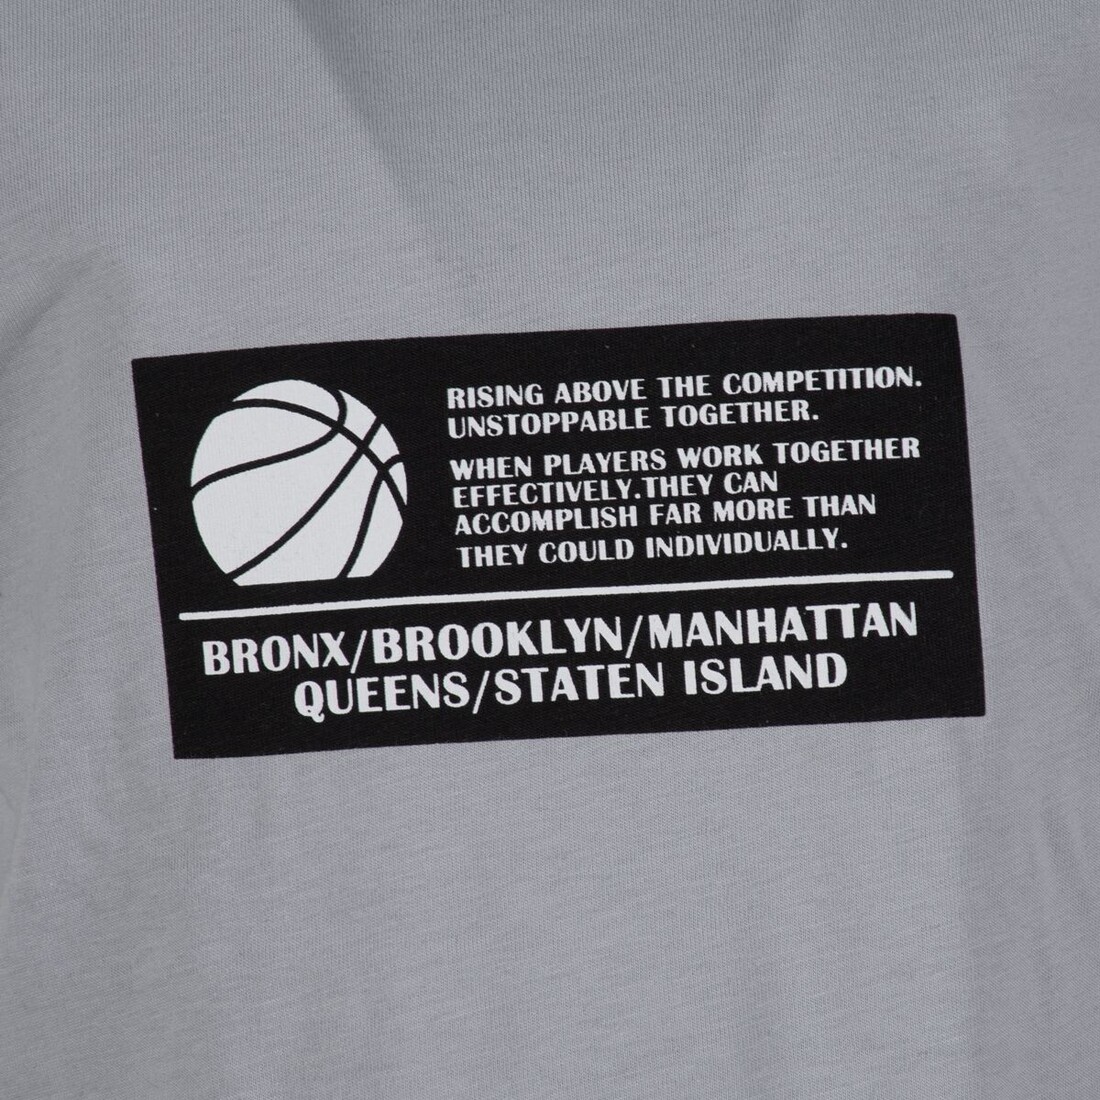 RISING ABOVE THE COMPETITION.
UNSTOPPABLE TOGETHER.
WHEN PLAYERS WORK TOGETHER
EFFECTIVELY.THEY CAN
ACCOMPLISH FAR MORE THAN
THEY COULD INDIVIDUALLY.
BRONX/BROOKLYN/MANHATTAN
QUEENS/STATEN ISLAND